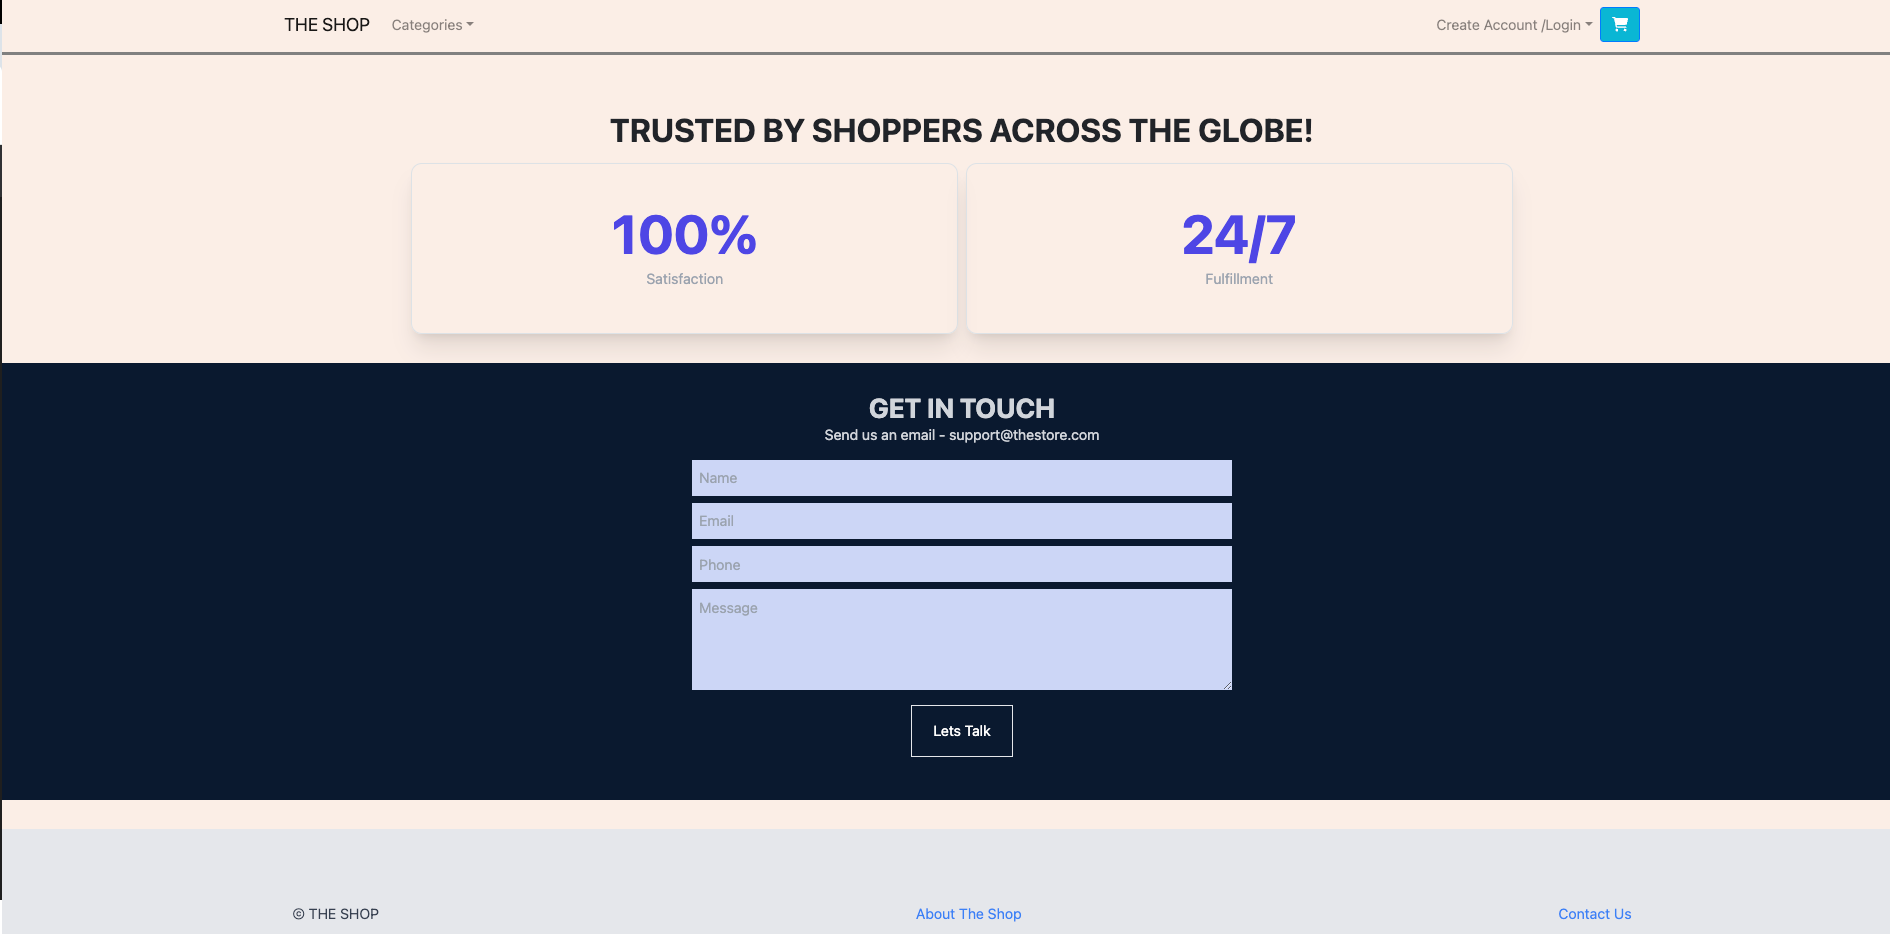 THE SHOP Categories Create Account /Login
TRUSTED BY SHOPPERS ACROSS THE GLOBE!
100% 24/7
Satisfaction Fulfillment
GET IN TOUCH
Send us an email - support@thestore.com
Name
Email
Phone
Message
Lets Talk
© THE SHOP About The Shop Contact Us